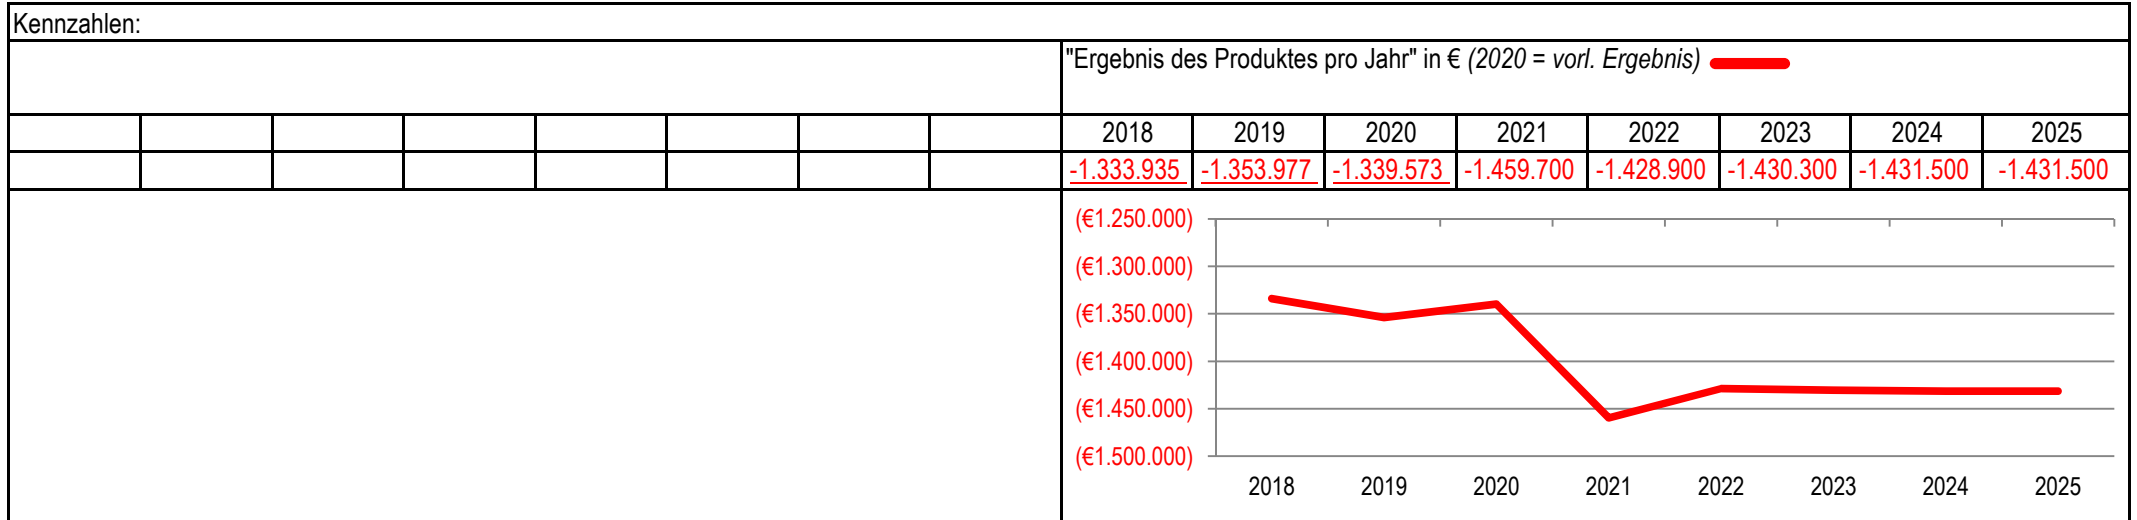 Kennzahlen:
"Ergebnis des Produktes pro Jahr" in € (2020 = vorl. Ergebnis)
2018 2019 2020 2021 2022 2023 2024 2025
-1.333.935 -1.353.977 -1.339.573 -1.459.700 -1.428.900 -1.430.300 -1.431.500 -1.431.500
(€1.250.000)
(€1.300.000)
(€1.350.000)
(€1.400.000)
(€1.450.000)
(€1.500.000)
2018 2019 2020 2021 2022 2023 2024 2025